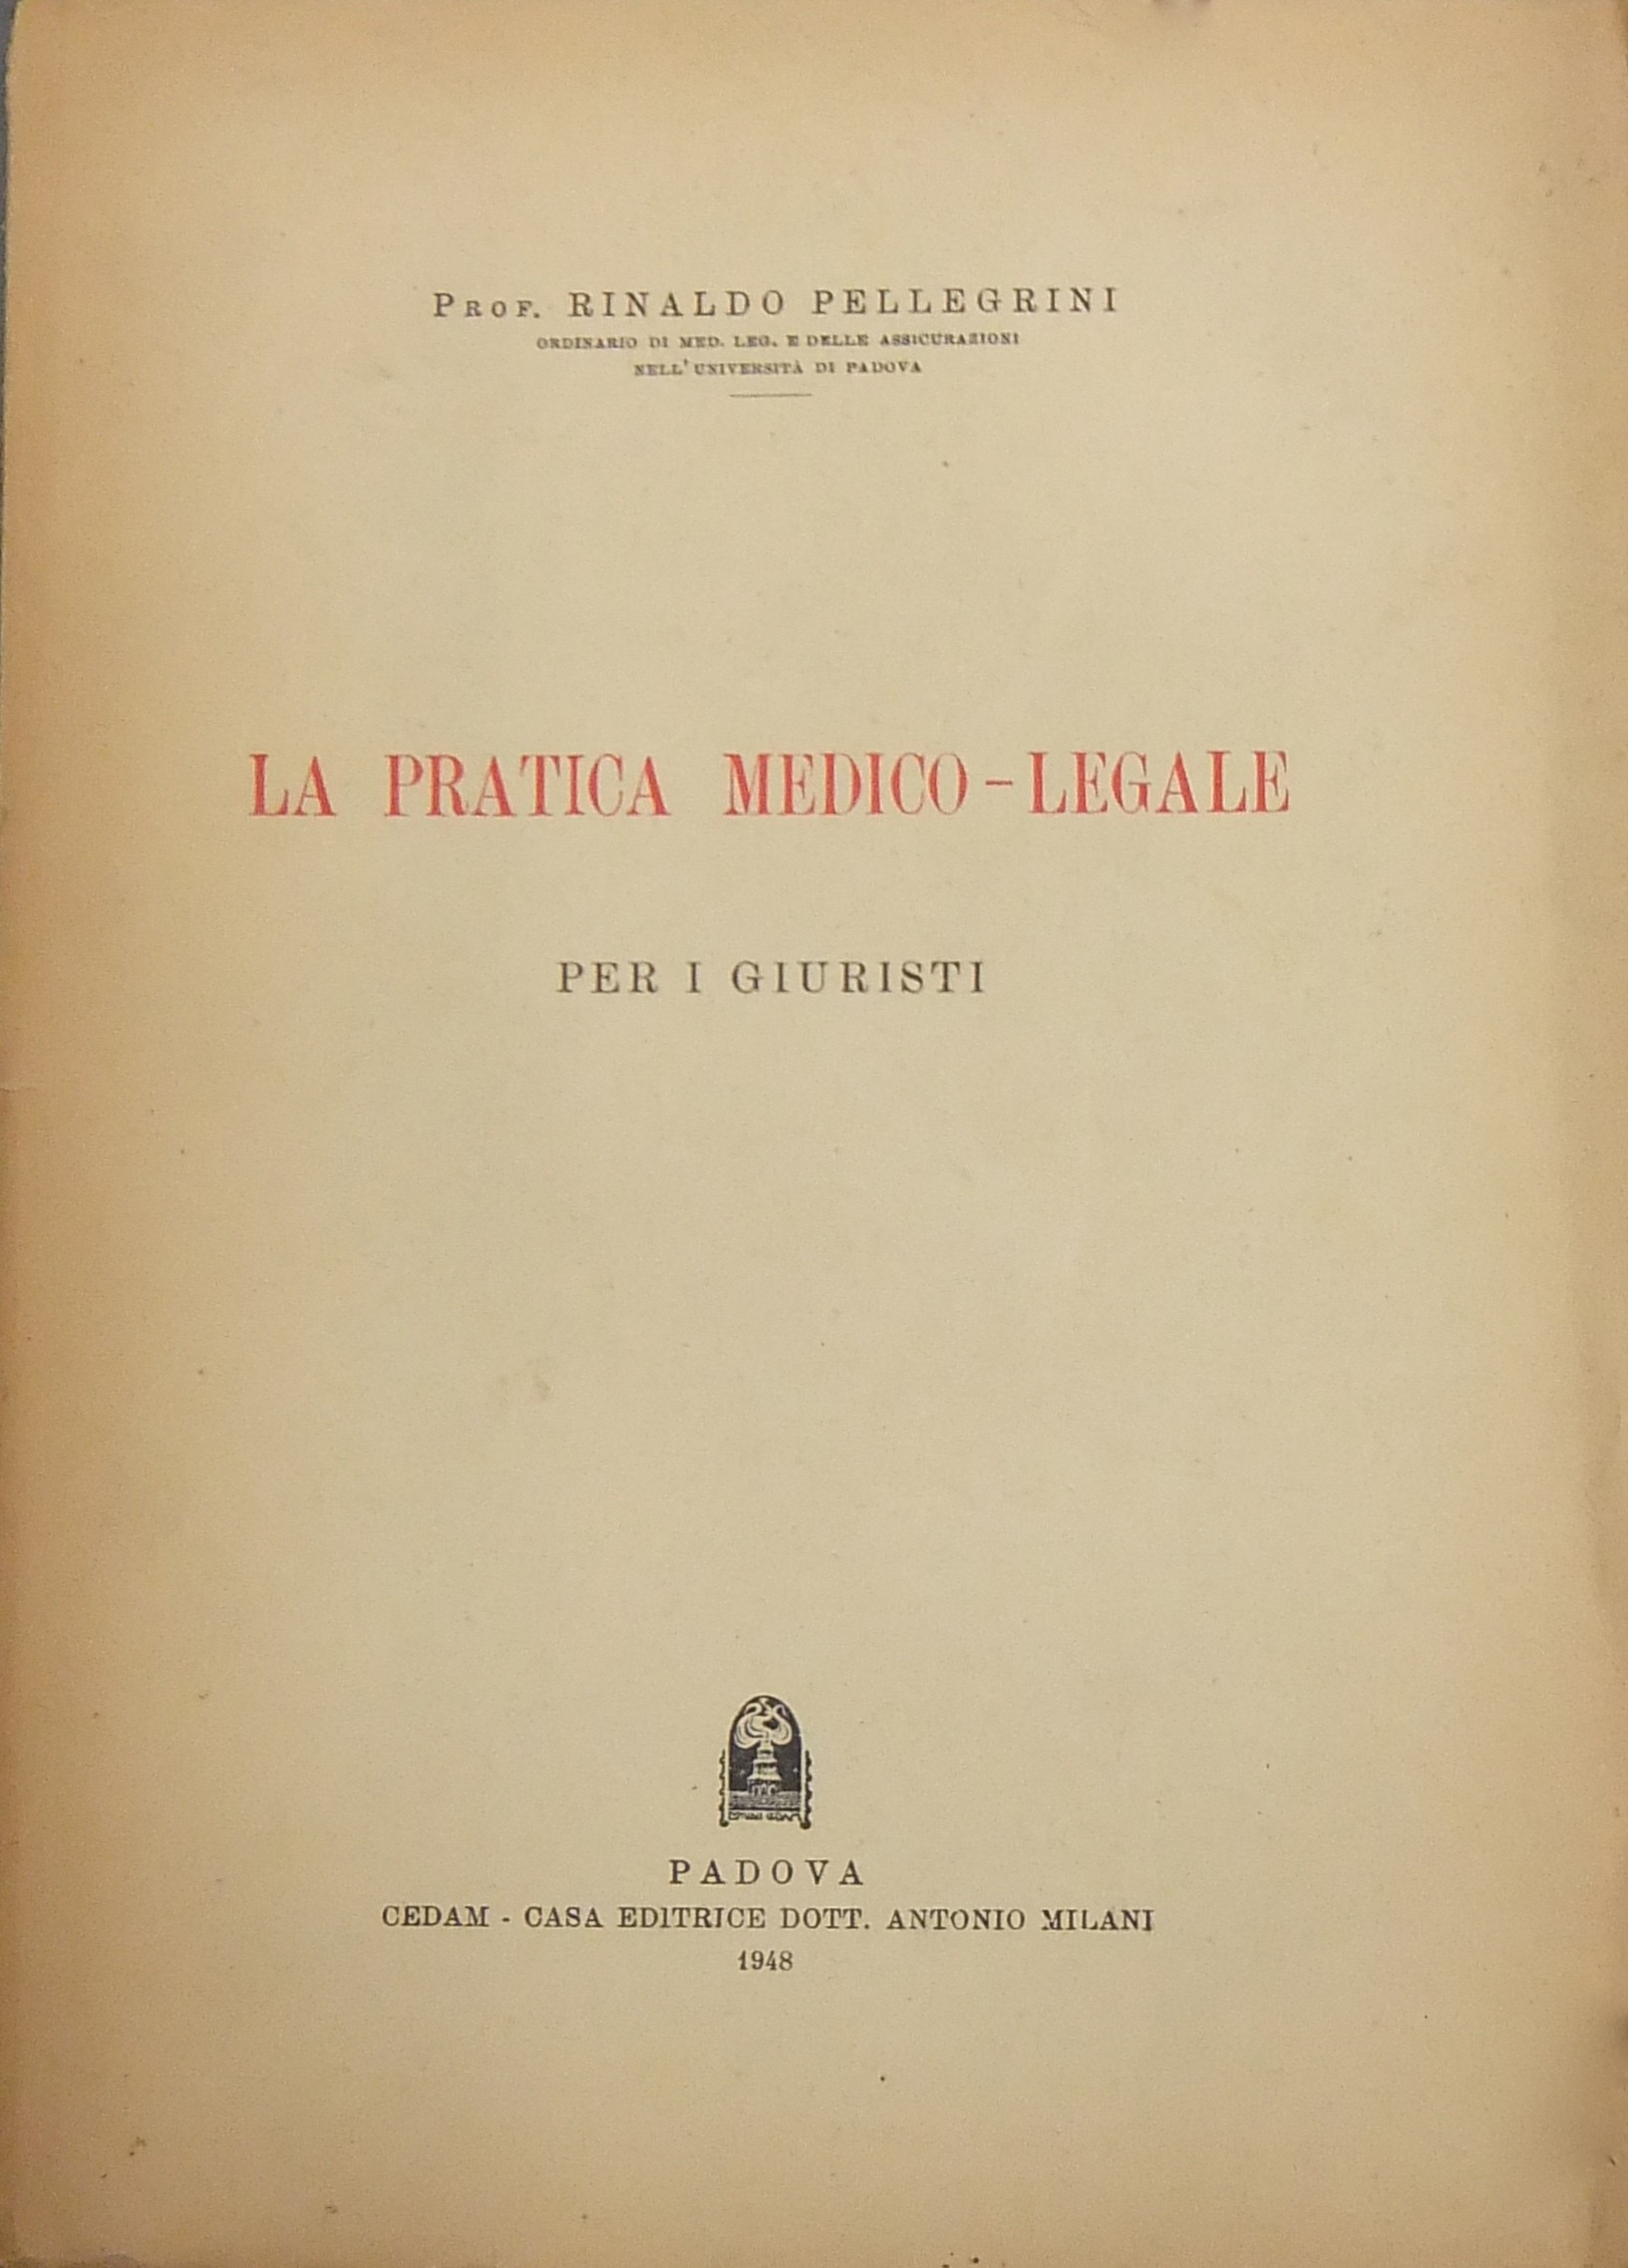 PROF. RINALDO PELLEGRINI
ORDINARIO DI MED. LEG. E DELLE ASSICURAZIONI
NELL'UNIVERSITÀ DI PADOVA
LA PRATICA MEDICO-LEGALE
PER I GIURISTI
PADOVA
CEDAM - CASA EDITRICE DOTT. ANTONIO MILANI
1948